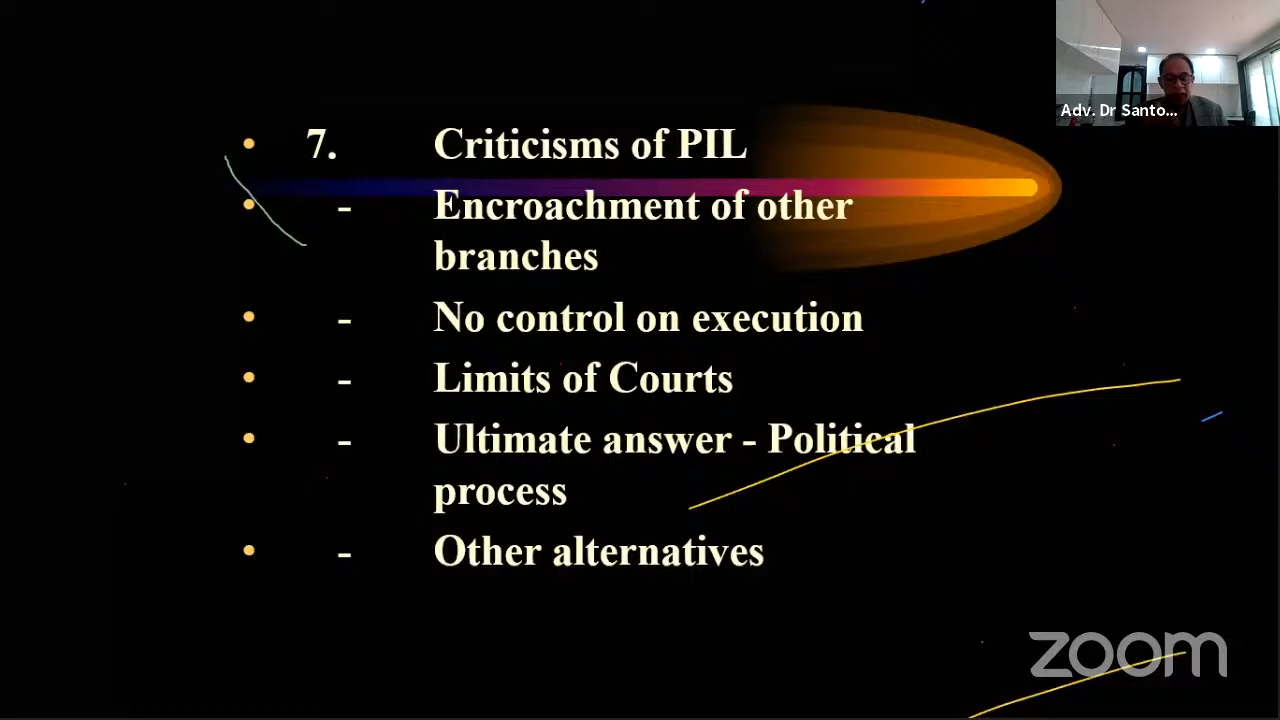 Adv. Dr Santo...
• 7. Criticisms of PIL
• - Encroachment of other
branches
• - No control on execution
• - Limits of Courts
• - Ultimate answer - Political
process
• - Other alternatives
zoom